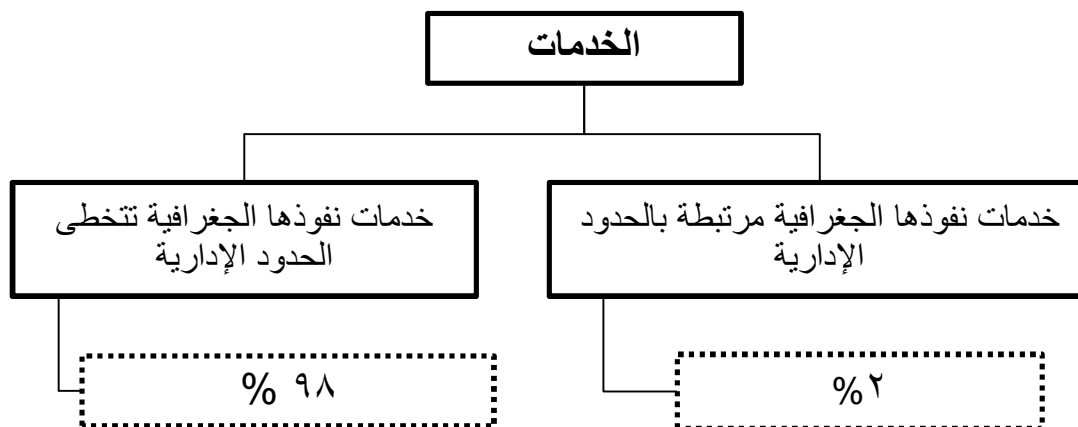 الخدمات
خدمات نفوذها الجغرافية مرتبطة بالحدود
الإدارية
خدمات نفوذها الجغرافية تتخطى
الحدود الإدارية
٢%
٩٨ %